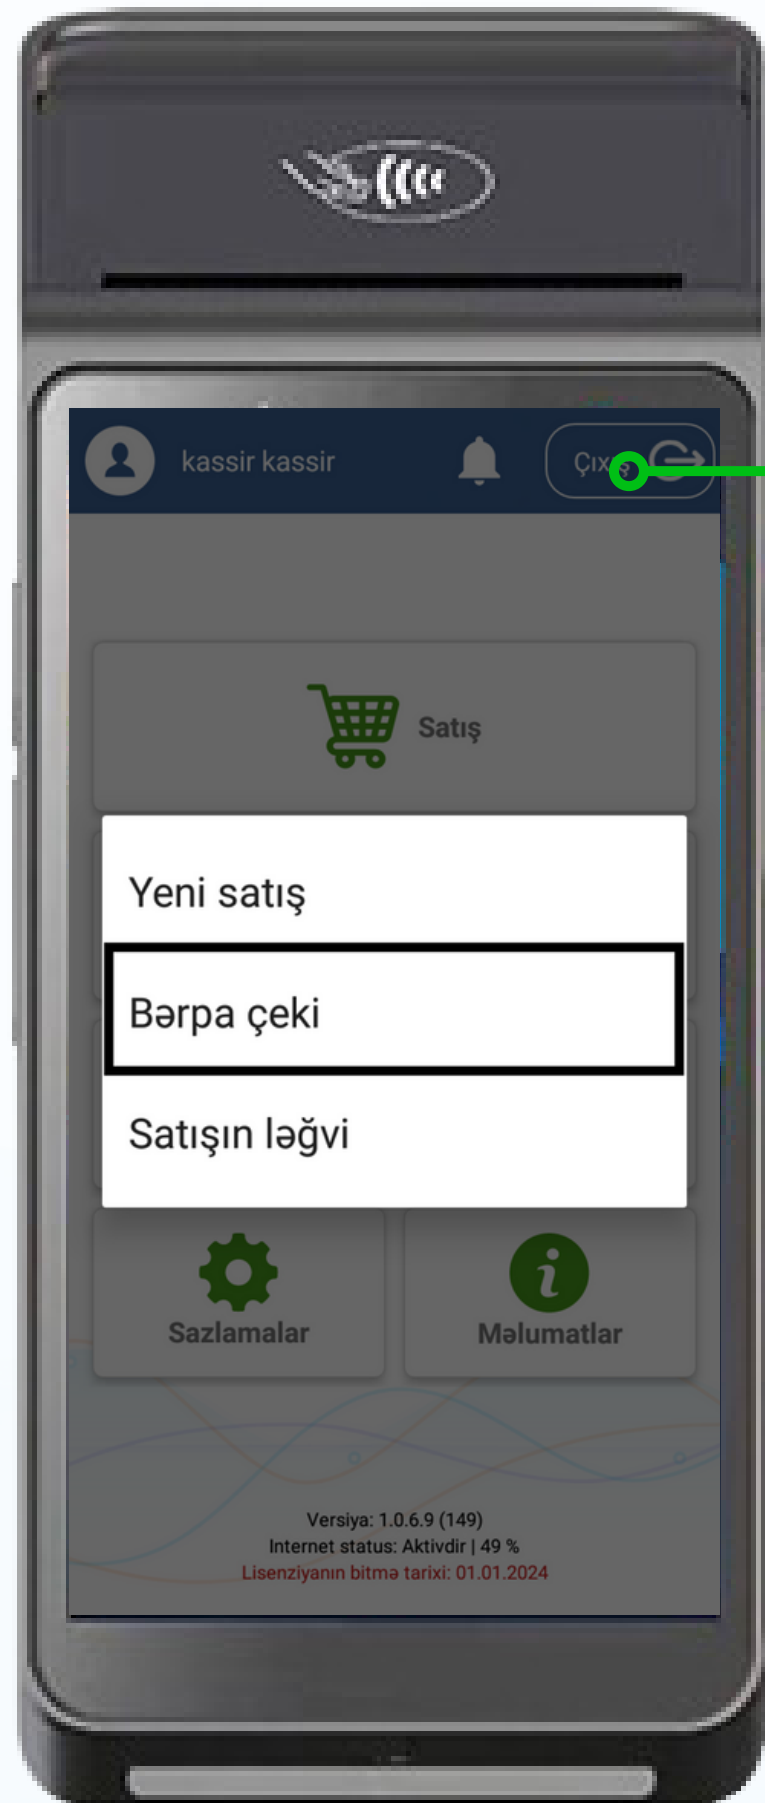 kassir kassir
Çıxış
Satış
Yeni satış
Bərpa çeki
Satışın ləğvi
Sazlamalar
Məlumatlar
Versiya: 1.0.6.9 (149)
Internet status: Aktivdir | 49 %
Lisenziyanın bitmə tarixi: 01.01.2024